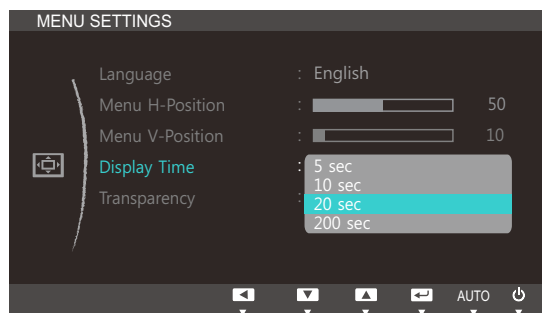 MENU SETTINGS
Language : English
Menu H-Position : 50
Menu V-Position : 10
Display Time : 5 sec
10 sec
20 sec
200 sec
Transparency :
AUTO